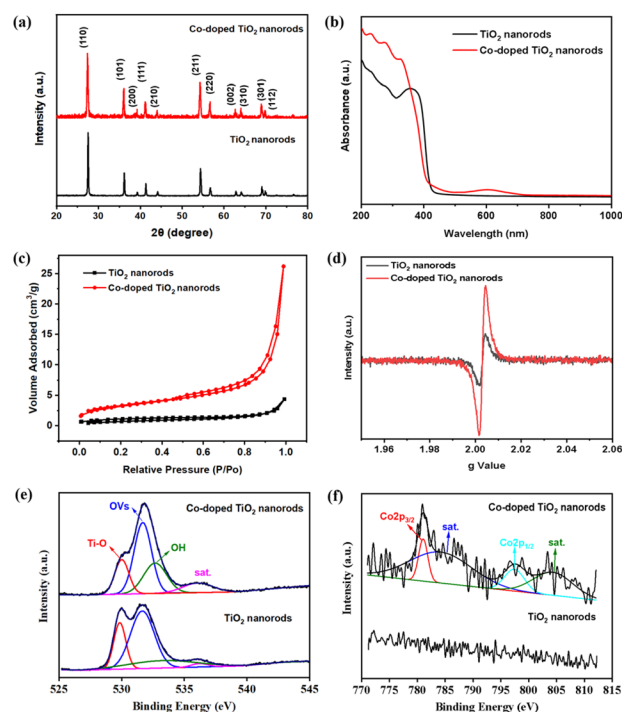 (a)
Co-doped TiO₂ nanorods
(110)
(101)
(200)
(111)
(210)
(211)
(220)
(002)
(310)
(301)
(112)
TiO₂ nanorods
Intensity (a.u.)
20 30 40 50 60 70 80
2θ (degree)
(b)
TiO₂ nanorods
Co-doped TiO₂ nanorods
Absorbance (a.u.)
200 400 600 800 1000
Wavelength (nm)
(c)
TiO₂ nanorods
Co-doped TiO₂ nanorods
Volume Adsorbed (cm³/g)
25
20
15
10
5
0
0.0 0.2 0.4 0.6 0.8 1.0
Relative Pressure (P/Po)
(d)
TiO₂ nanorods
Co-doped TiO₂ nanorods
Intensity (a.u.)
1.96 1.98 2.00 2.02 2.04 2.06
g Value
(e)
Co-doped TiO₂ nanorods
OVs
Ti-O
OH
sat.
TiO₂ nanorods
Intensity (a.u.)
525 530 535 540 545
Binding Energy (eV)
(f)
Co-doped TiO₂ nanorods
Co2p₃/₂
sat.
Co2p₁/₂
sat.
TiO₂ nanorods
Intensity (a.u.)
770 775 780 785 790 795 800 805 810 815
Binding Energy (eV)